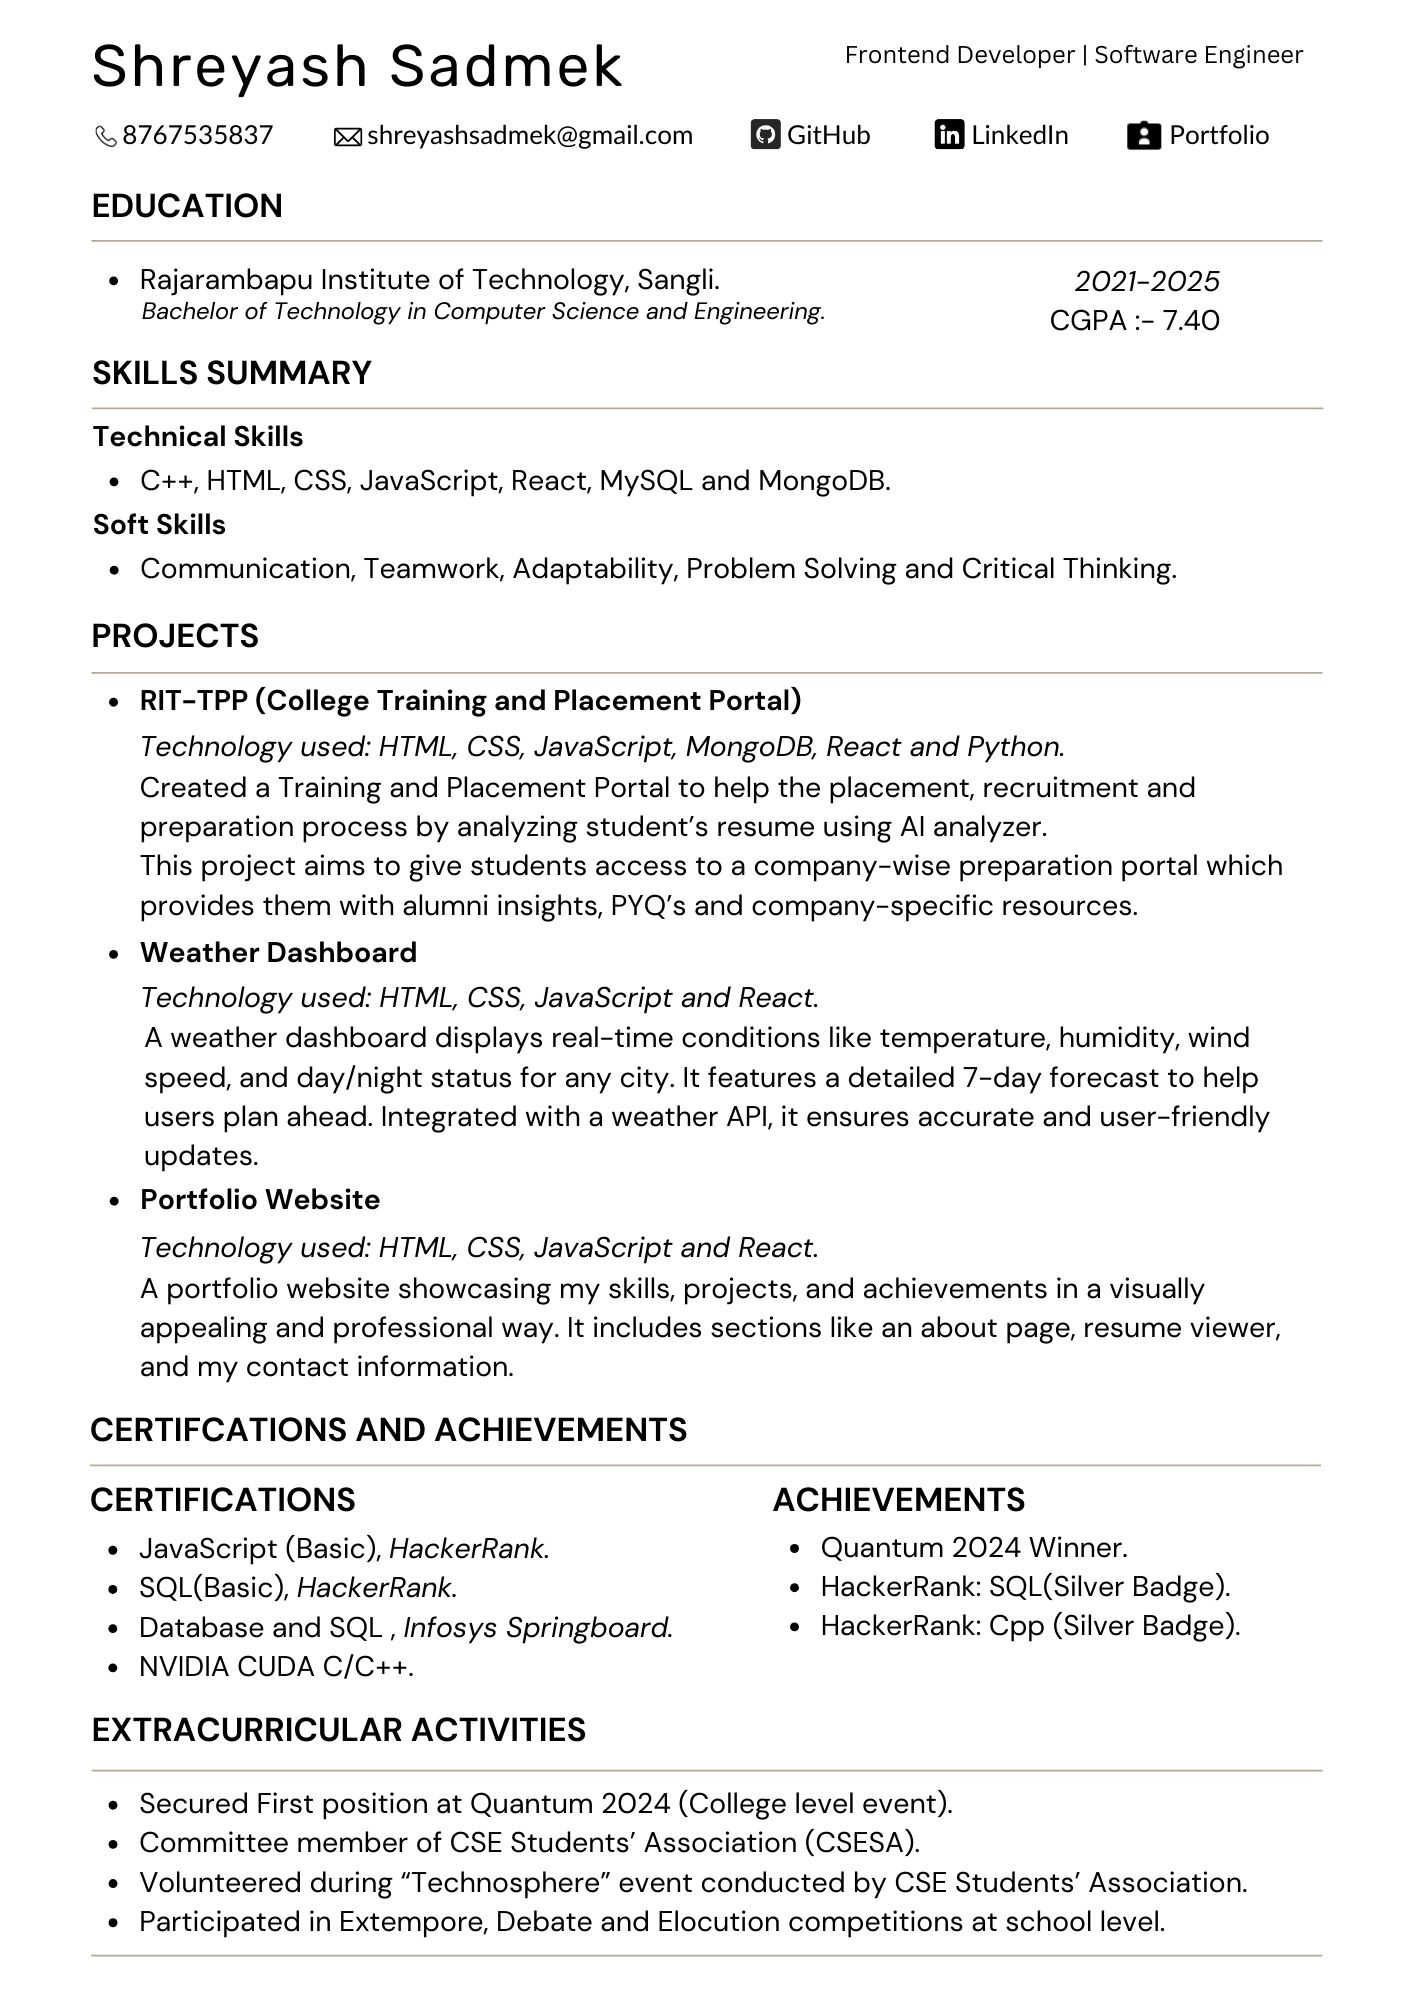 Shreyash Sadmek
Frontend Developer | Software Engineer
8767535837 shreyashsadmek@gmail.com GitHub LinkedIn Portfolio
EDUCATION
• Rajarambapu Institute of Technology, Sangli. 2021-2025
Bachelor of Technology in Computer Science and Engineering.
CGPA :- 7.40
SKILLS SUMMARY
Technical Skills
• C++, HTML, CSS, JavaScript, React, MySQL and MongoDB.
Soft Skills
• Communication, Teamwork, Adaptability, Problem Solving and Critical Thinking.
PROJECTS
• RIT-TPP (College Training and Placement Portal)
Technology used: HTML, CSS, JavaScript, MongoDB, React and Python.
Created a Training and Placement Portal to help the placement, recruitment and
preparation process by analyzing student’s resume using AI analyzer.
This project aims to give students access to a company-wise preparation portal which
provides them with alumni insights, PYQ’s and company-specific resources.
• Weather Dashboard
Technology used: HTML, CSS, JavaScript and React.
A weather dashboard displays real-time conditions like temperature, humidity, wind
speed, and day/night status for any city. It features a detailed 7-day forecast to help
users plan ahead. Integrated with a weather API, it ensures accurate and user-friendly
updates.
• Portfolio Website
Technology used: HTML, CSS, JavaScript and React.
A portfolio website showcasing my skills, projects, and achievements in a visually
appealing and professional way. It includes sections like an about page, resume viewer,
and my contact information.
CERTIFCATIONS AND ACHIEVEMENTS
CERTIFICATIONS
• JavaScript (Basic), HackerRank.
• SQL(Basic), HackerRank.
• Database and SQL , Infosys Springboard.
• NVIDIA CUDA C/C++.
ACHIEVEMENTS
• Quantum 2024 Winner.
• HackerRank: SQL(Silver Badge).
• HackerRank: Cpp (Silver Badge).
EXTRACURRICULAR ACTIVITIES
• Secured First position at Quantum 2024 (College level event).
• Committee member of CSE Students’ Association (CSESA).
• Volunteered during “Technosphere” event conducted by CSE Students’ Association.
• Participated in Extempore, Debate and Elocution competitions at school level.